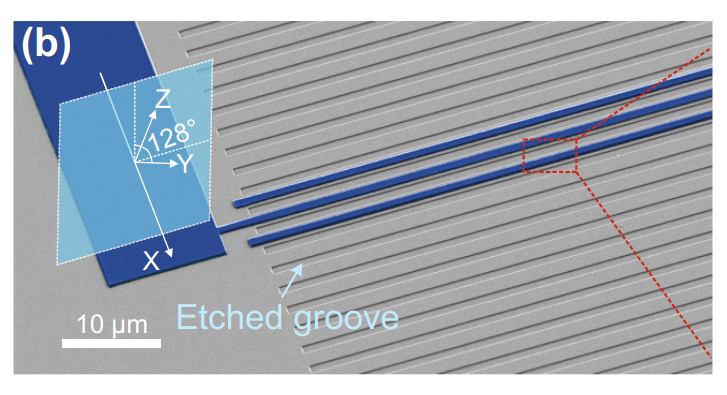 (b)
Z
128°
Y
X
10 μm
Etched groove